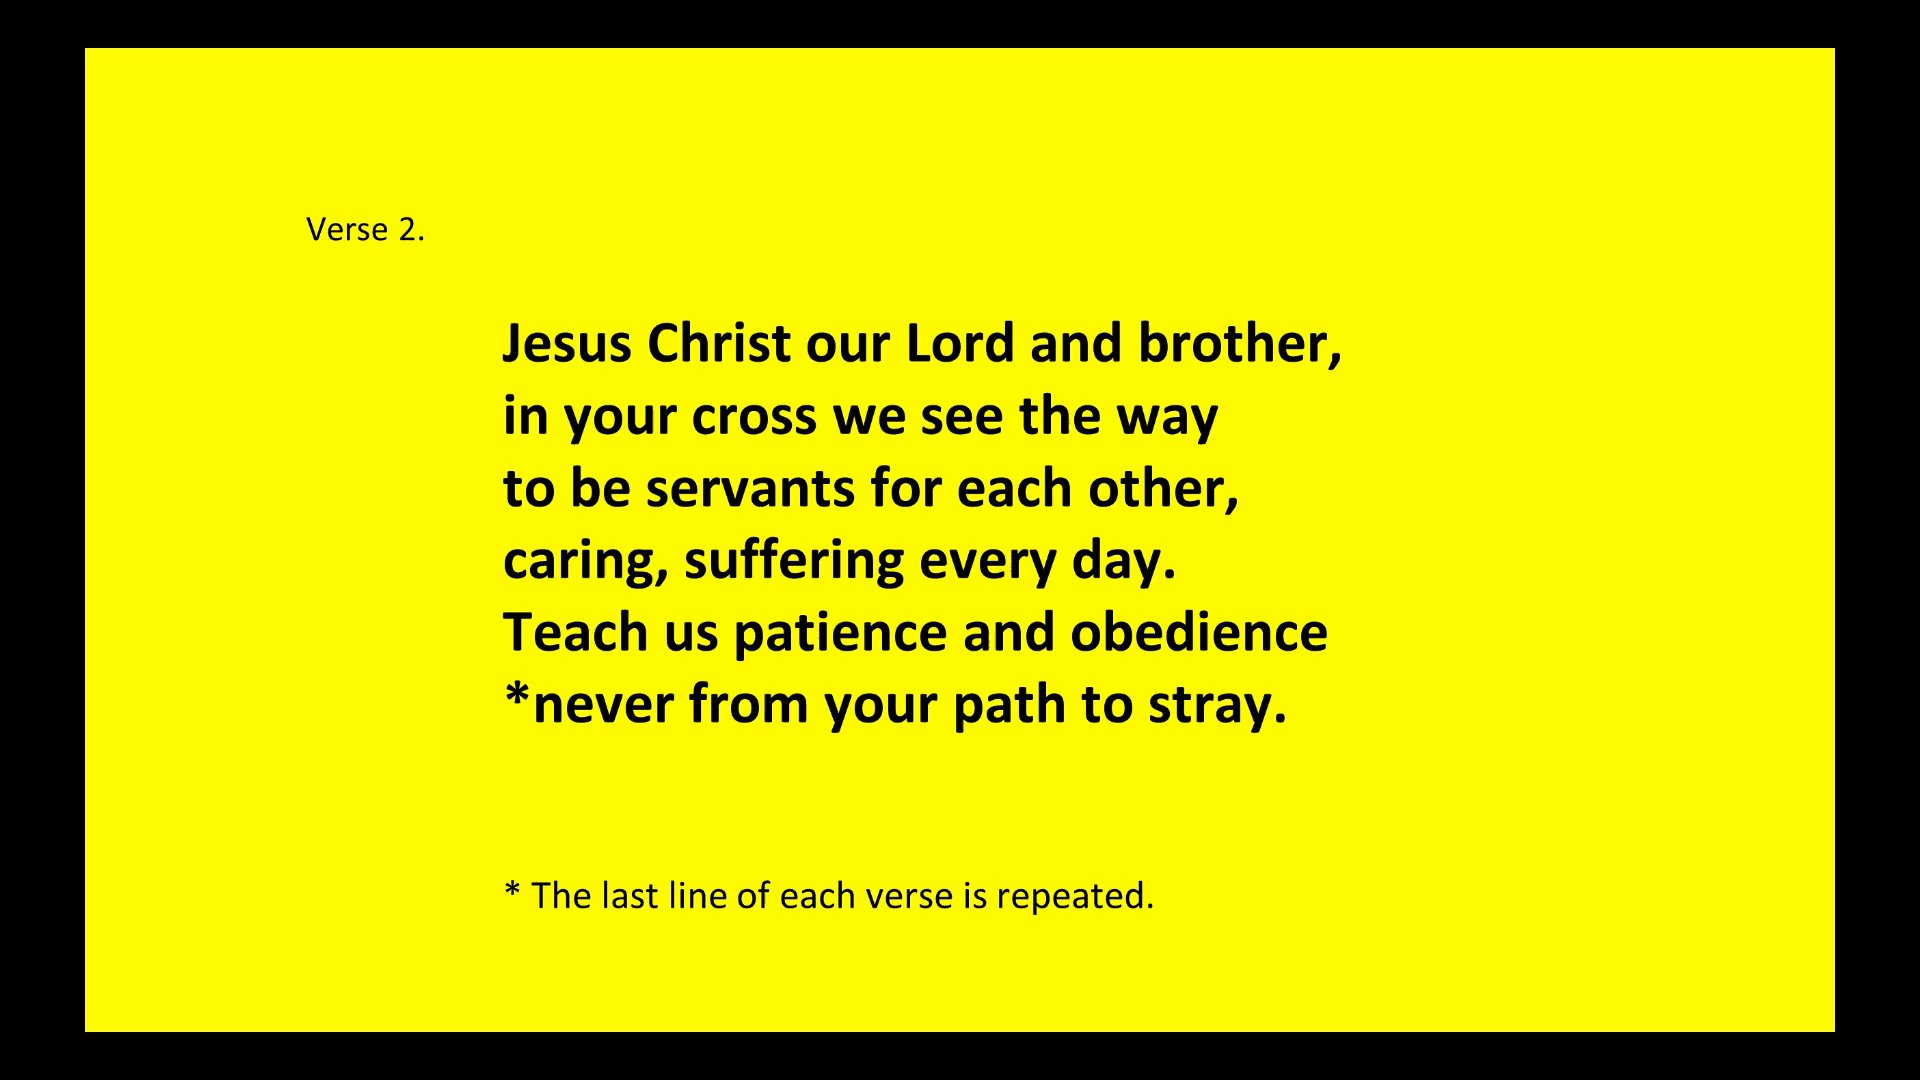 Verse 2.
Jesus Christ our Lord and brother,
in your cross we see the way
to be servants for each other,
caring, suffering every day.
Teach us patience and obedience
*never from your path to stray.
* The last line of each verse is repeated.